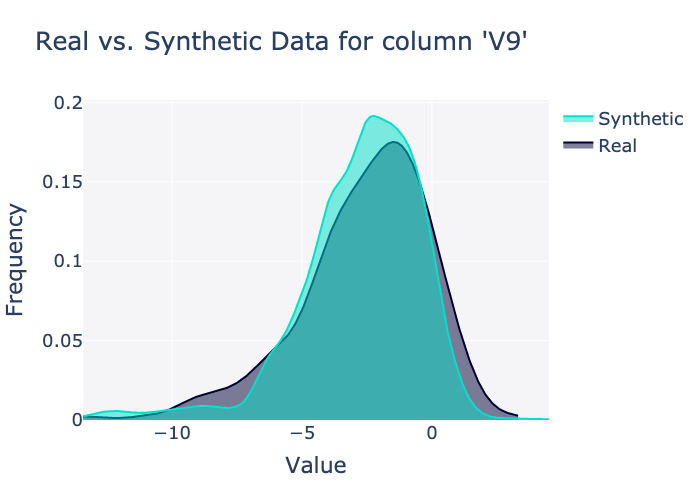 Real vs. Synthetic Data for column 'V9'
Synthetic
Real
Frequency
0.2
0.15
0.1
0.05
0
−10
−5
0
Value